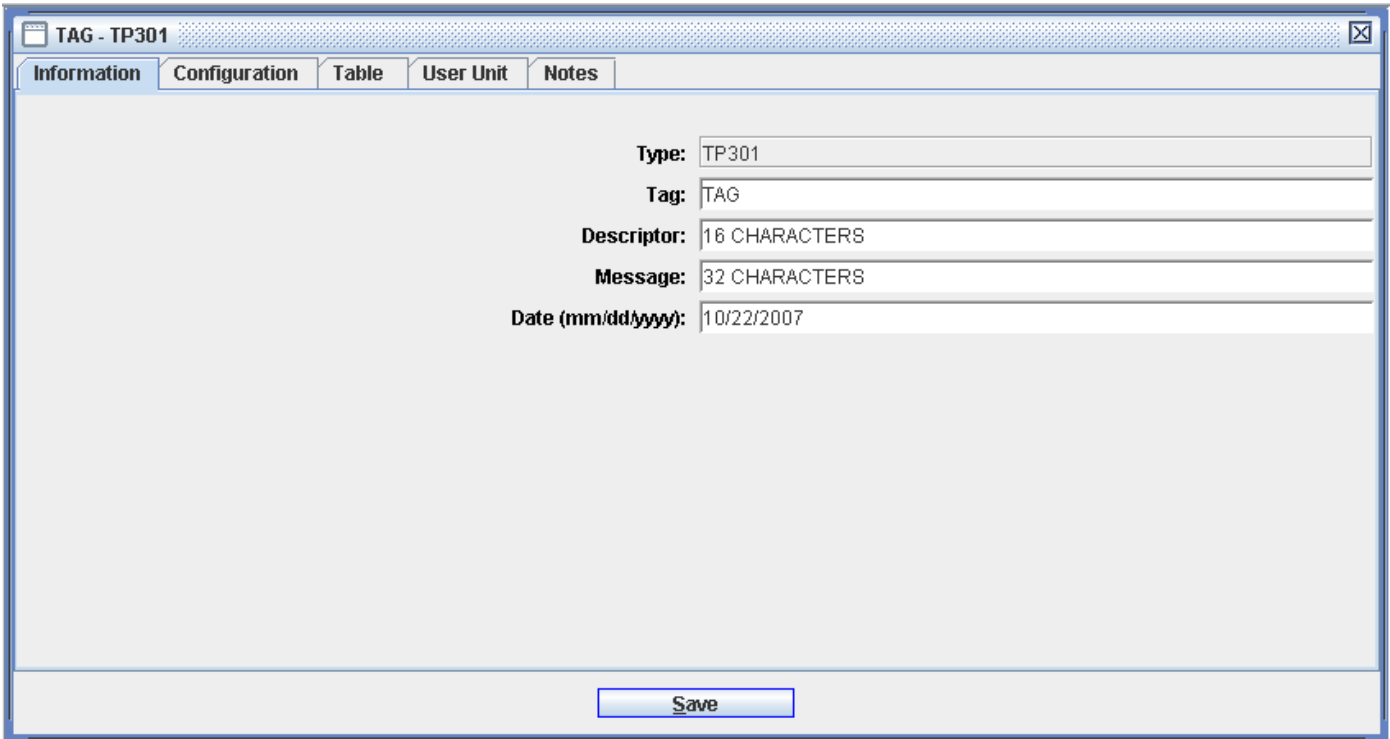 TAG - TP301
Information Configuration Table User Unit Notes
Type: TP301
Tag: TAG
Descriptor: 16 CHARACTERS
Message: 32 CHARACTERS
Date (mm/dd/yyyy): 10/22/2007
Save